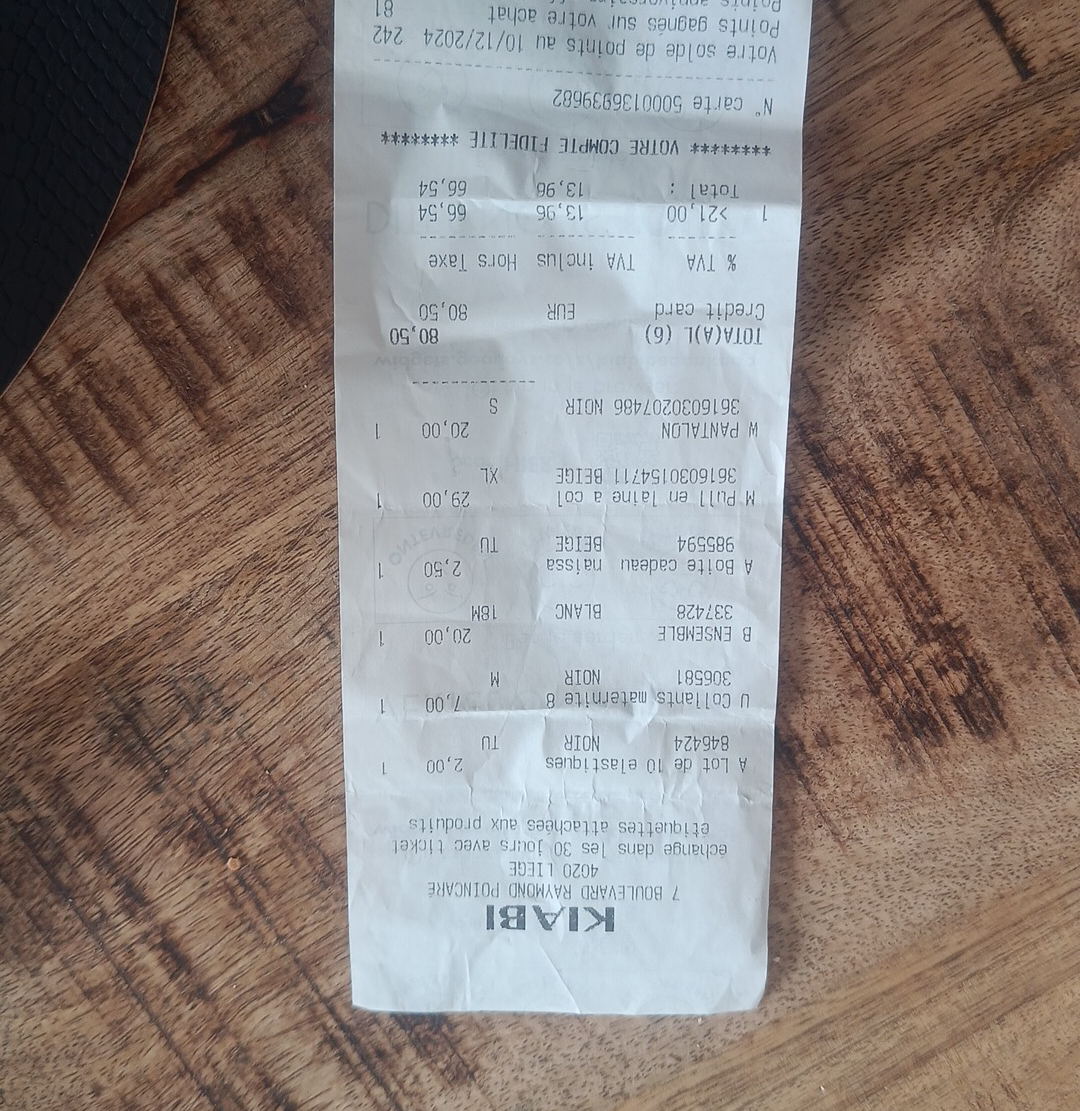 KIABI
7 BOULEVARD RAYMOND POINCARÉ
4020 LIEGE
échange dans les 30 jours avec ticket
étiquettes attachées aux produits
A Lot de 10 elastiques 2,00 1
846424 NOIR TU
U Collants maternite 8 7,00 1
306581 NOIR M
B ENSEMBLE 20,00 1
337428 BLANC 18M
A Boite cadeau naissa 2,50 1
985594 BEIGE TU
M Pull en laine a col 29,00 1
3616030154711 BEIGE XL
W PANTALON 20,00 1
3616030207486 NOIR S
------------
TOTA(A)L (6) 80,50
Credit card EUR 80,50
% TVA TVA inclus Hors Taxe
1 >21,00 13,96 66,54
Total : 13,96 66,54
******** VOTRE COMPTE FIDELITE ********
N° carte 5000136939682
Votre solde de points au 10/12/2024 242
Points gagnés sur votre achat 81
Points